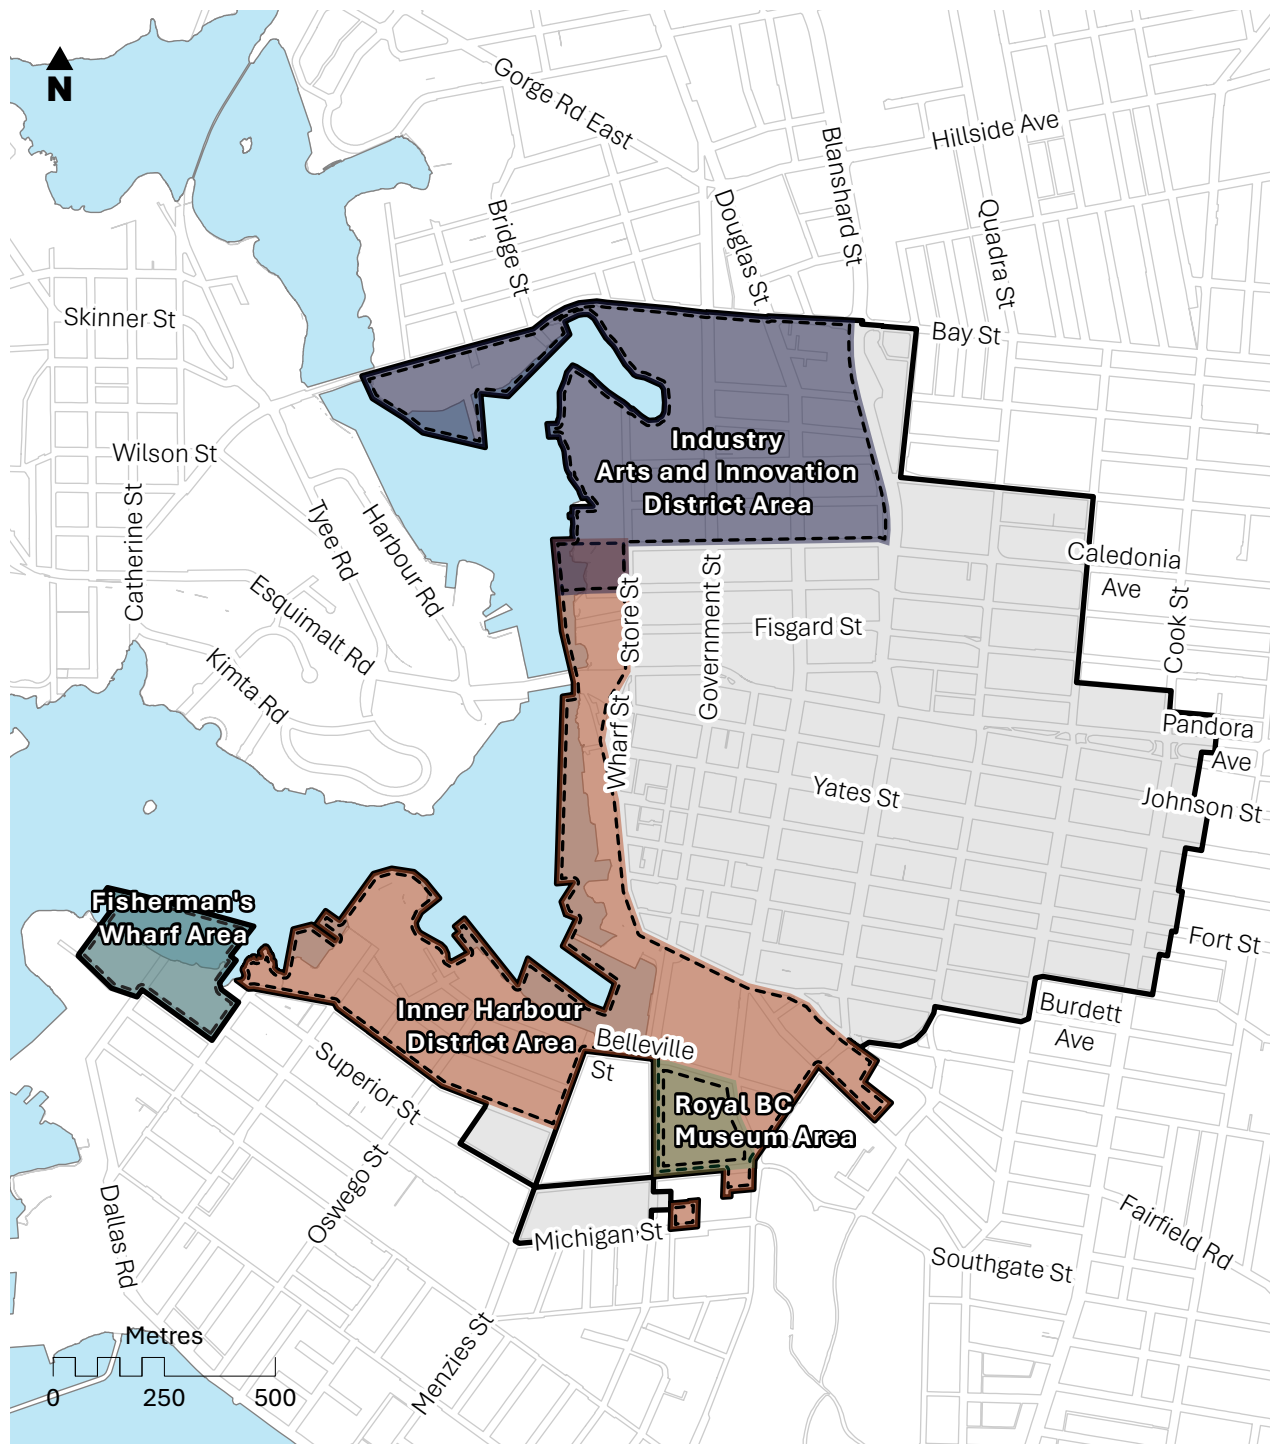 N
Gorge Rd East
Hillside Ave
Blanshard St
Bridge St
Douglas St
Quadra St
Skinner St
Bay St
Industry
Arts and Innovation
District Area
Wilson St
Catherine St
Tyee Rd
Harbour Rd
Caledonia
Ave
Esquimalt Rd
Store St
Government St
Fisgard St
Cook St
Kimta Rd
Wharf St
Pandora
Ave
Yates St
Johnson St
Fisherman's
Wharf Area
Fort St
Inner Harbour
District Area
Belleville
St
Burdett
Ave
Superior St
Royal BC
Museum Area
Oswego St
Dallas Rd
Michigan St
Fairfield Rd
Southgate St
Menzies St
Metres
0 250 500